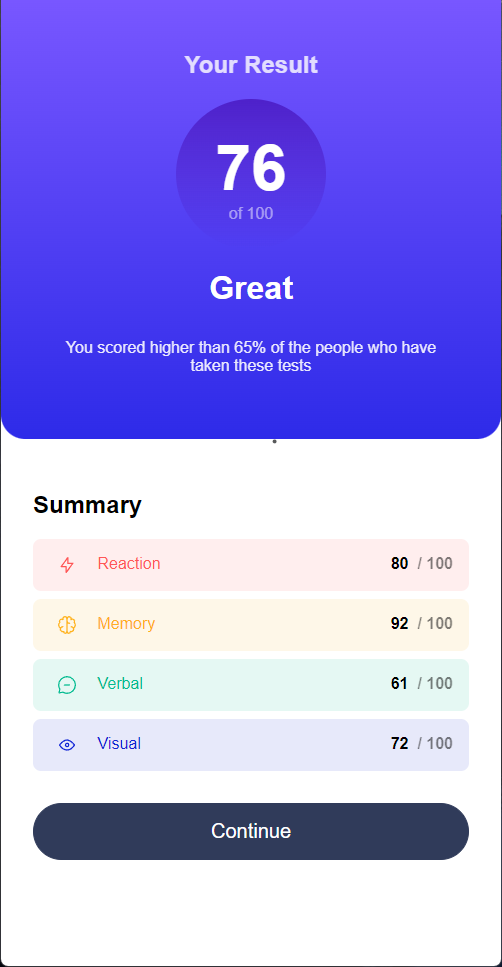 Your Result
76
of 100
Great
You scored higher than 65% of the people who have
taken these tests
Summary
Reaction 80 / 100
Memory 92 / 100
Verbal 61 / 100
Visual 72 / 100
Continue